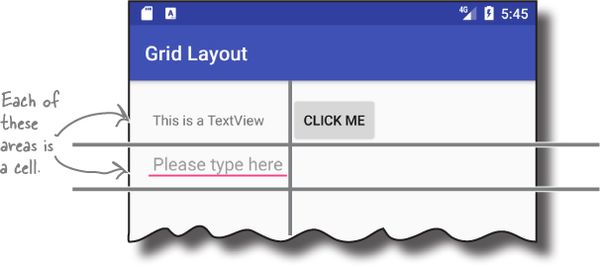 4G 5:45
Grid Layout
Each of
these
areas is
a cell.
This is a TextView CLICK ME
Please type here